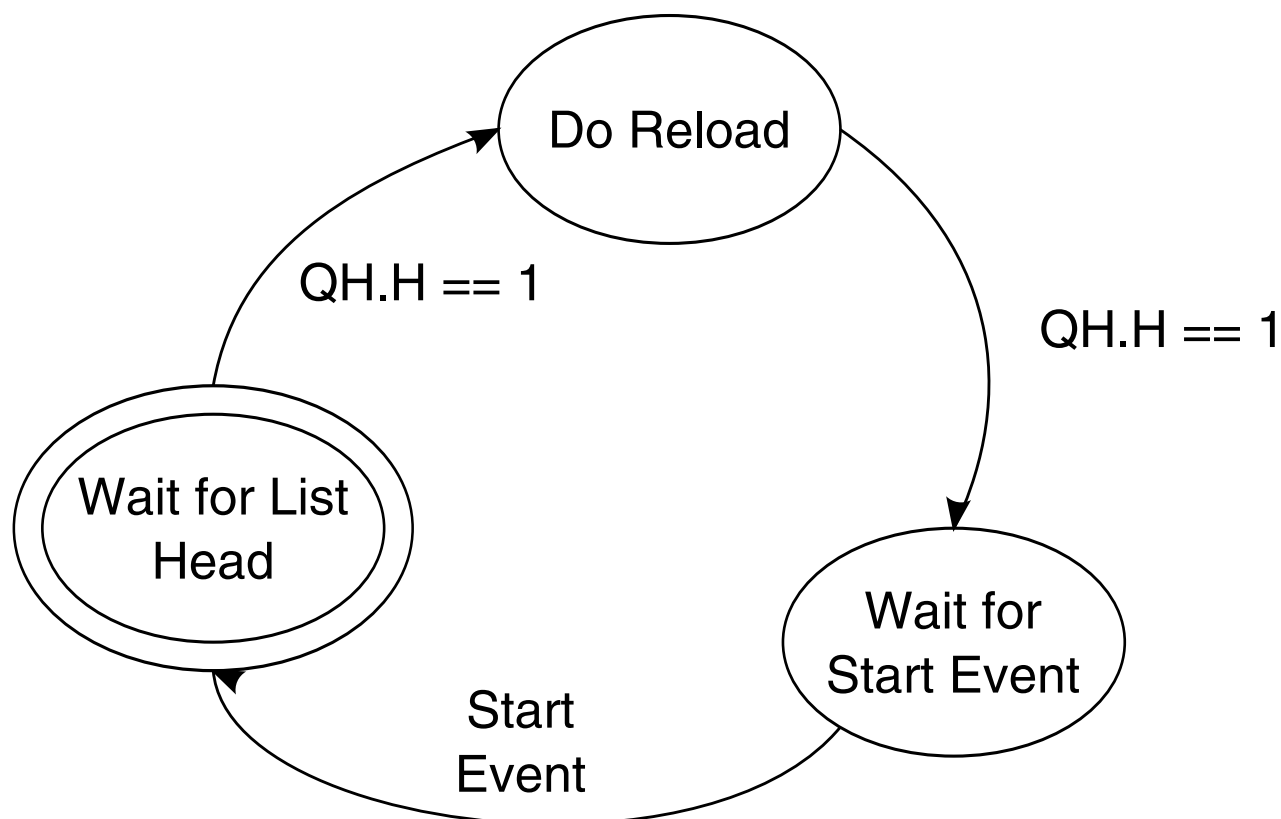 Do Reload
QH.H == 1
QH.H == 1
Wait for List
Head
Wait for
Start Event
Start
Event